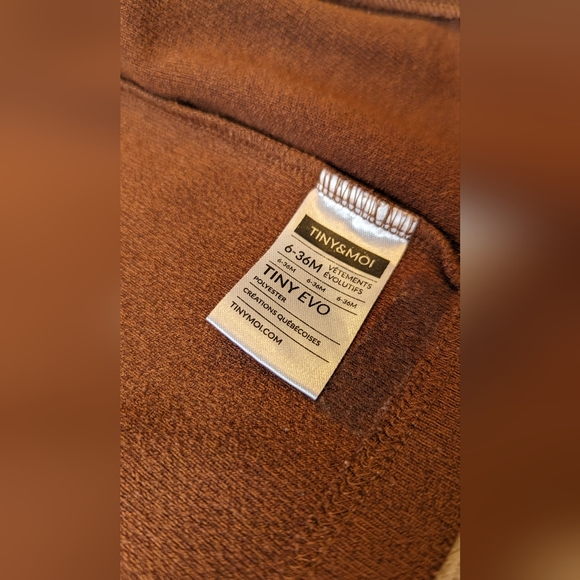 TINY&MOI
6-36M VÊTEMENTS ÉVOLUTIFS
6-36M 6-36M 6-36M
TINY EVO
POLYESTER
CRÉATIONS QUÉBÉCOISES
TINYMOI.COM